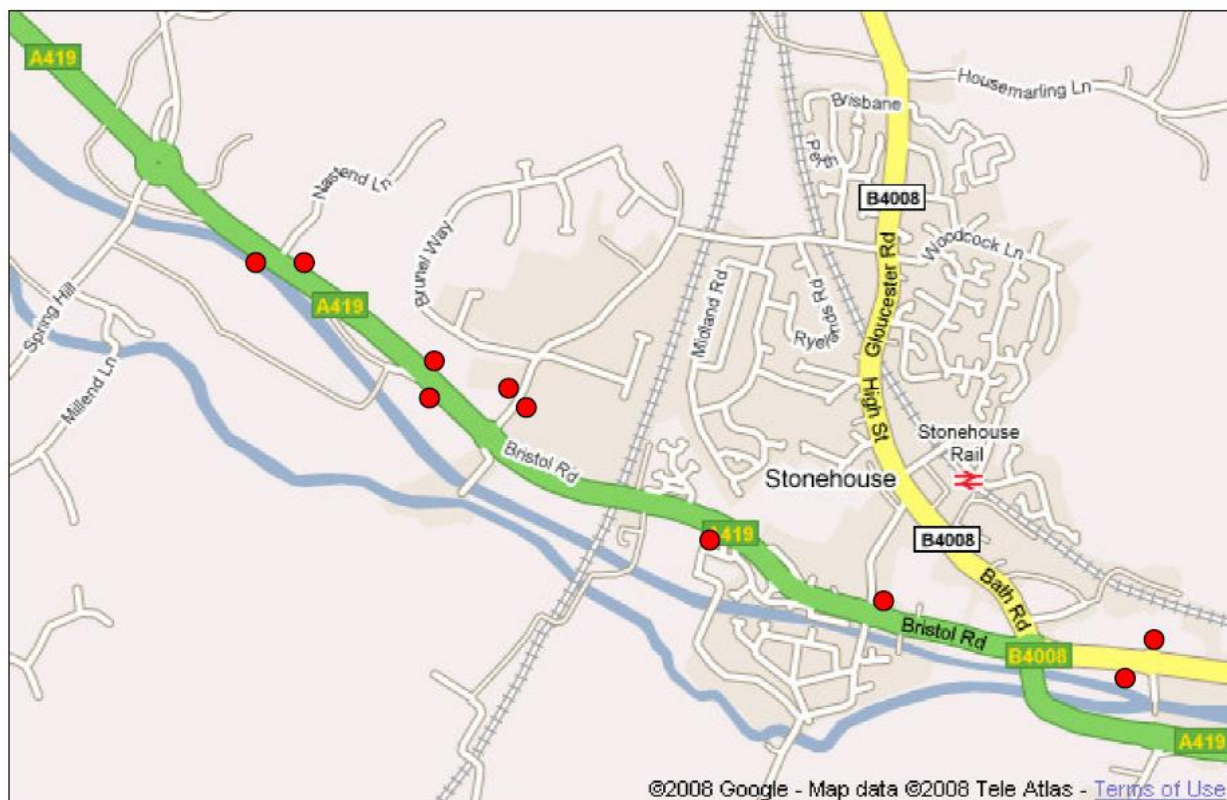 A419
Housemarling Ln
Brisbane
Perth
Nastend Ln
B4008
Woodcock Ln
Brunel Way
Gloucester Rd
Midland Rd
Ryelands Rd
A419
Spring Hill
Millend Ln
High St
Stonehouse
Rail
Bristol Rd
Stonehouse
A419
B4008
Bath Rd
Bristol Rd
B4008
A419
©2008 Google - Map data ©2008 Tele Atlas - Terms of Use